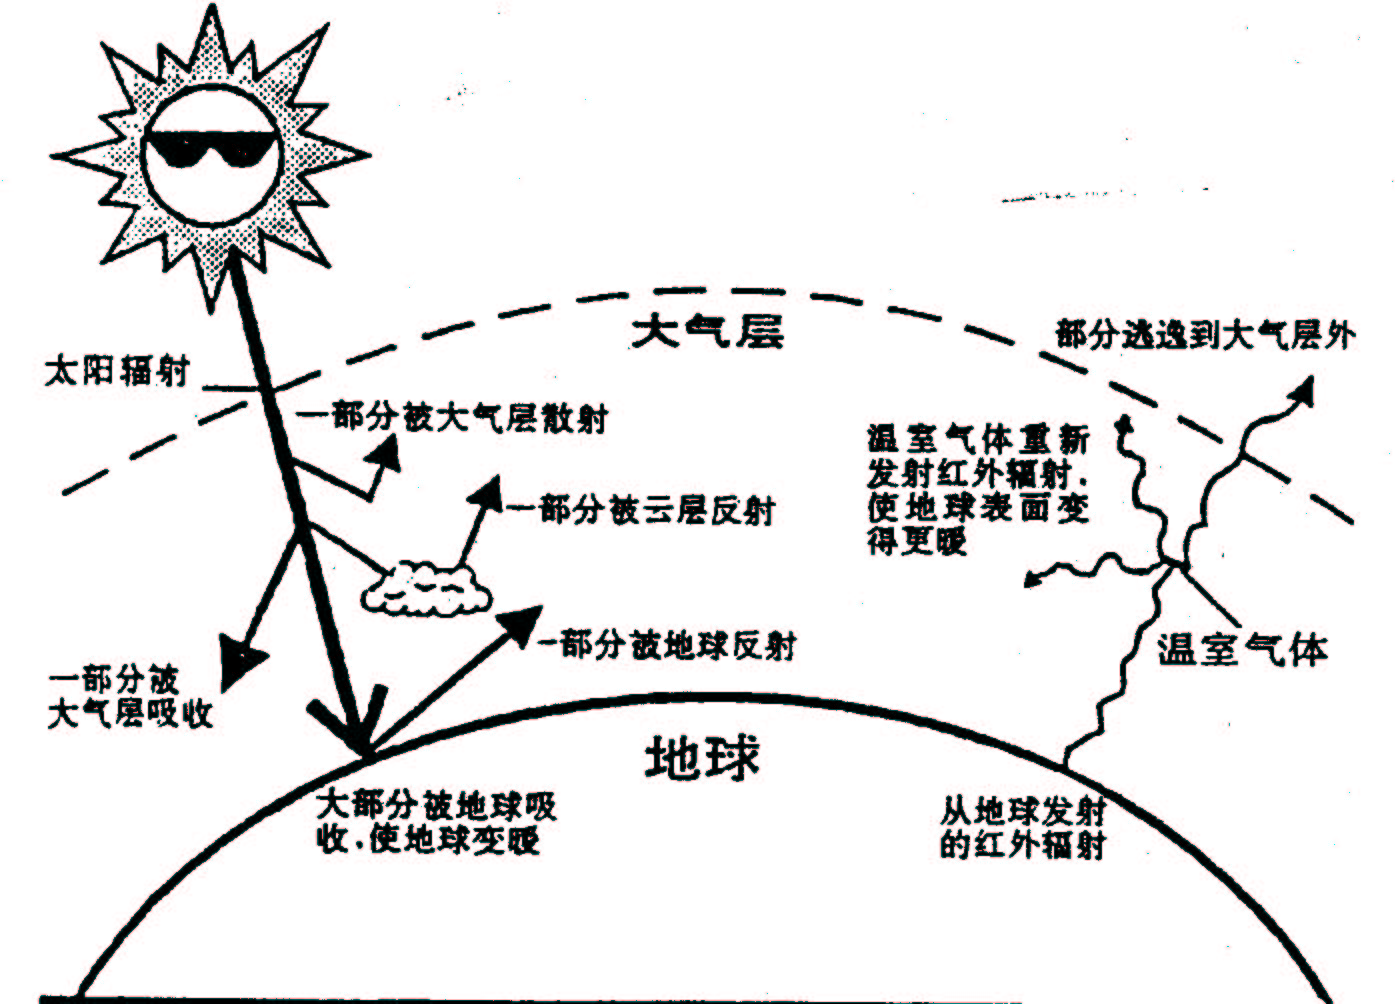 大气层
部分逃逸到大气层外
太阳辐射
一部分被大气层散射
温室气体重新
发射红外辐射.
使地球表面变
得更暖
一部分被云层反射
一部分被地球反射
温室气体
一部分被
大气层吸收
地球
大部分被地球吸
收.使地球变暖
从地球发射
的红外辐射